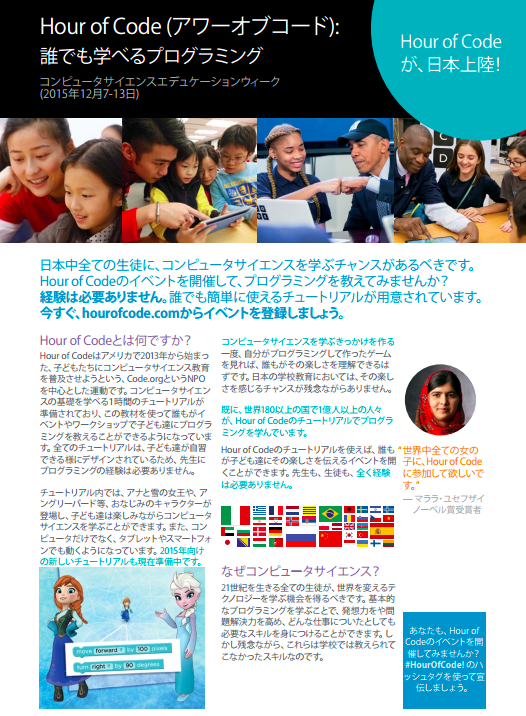 Hour of Code (アワーオブコード):
誰でも学べるプログラミング
コンピュータサイエンスエデュケーションウィーク
(2015年12月7-13日)
Hour of Code
が、日本上陸！
日本中全ての生徒に、コンピュータサイエンスを学ぶチャンスがあるべきです。
Hour of Codeのイベントを開催して、プログラミングを教えてみませんか？
経験は必要ありません。誰でも簡単に使えるチュートリアルが用意されています。
今すぐ、hourofcode.comからイベントを登録しましょう。
Hour of Codeとは何ですか？
Hour of Codeはアメリカで2013年から始まっ
た、子どもたちにコンピュータサイエンス教育
を普及させようという、Code.orgというNPO
を中心とした運動です。コンピュータサイエン
スの基礎を学べる1時間のチュートリアルが
準備されており、この教材を使って誰もがイ
ベントやワークショップで子ども達にプログラ
ミングを教えることができるようになっていま
す。全てのチュートリアルは、子ども達が自習
できる様にデザインされているため、先生に
プログラミングの経験は必要ありません。
チュートリアル内では、アナと雪の女王や、ア
ングリーバード等、おなじみのキャラクターが
登場し、子ども達は楽しみながらコンピュータ
サイエンスを学ぶことができます。また、コン
ピュータだけでなく、タブレットやスマートフォ
ンでも動くようになっています。2015年向け
の新しいチュートリアルも現在準備中です。
move forward by 100 pixels
turn right by 90 degrees
コンピュータサイエンスを学ぶきっかけを作る
一度、自分がプログラミングして作ったゲーム
を見れば、誰もがその楽しさを理解できるは
ずです。日本の学校教育においては、その楽し
さを感じるチャンスが残念ながらありません。
既に、世界180以上の国で1億人以上の人々
が、Hour of Codeのチュートリアルでプログラ
ミングを学んでいます。
Hour of Codeのチュートリアルを使えば、誰も
が子ども達にその楽しさを伝えるイベントを開
くことができます。先生も、生徒も、全く経験
は必要ありません。
なぜコンピュータサイエンス？
21世紀を生きる全ての生徒が、世界を変えるテ
クノロジーを学ぶ機会を得るべきです。基本的
なプログラミングを学ぶことで、発想力をや問
題解決力を高め、どんな仕事についたとしても
必要なスキルを身につけることができます。し
かし残念ながら、これらは学校では教えられて
こなかったスキルなのです。
“世界中全ての女の
子に、Hour of Code
に参加して欲しいで
す。”
— マララ・ユセフザイ
ノーベル賞受賞者
あなたも、Hour of
Codeのイベントを開
催してみませんか？
#HourOfCode! のハ
ッシュタグを使って宣
伝しましょう。